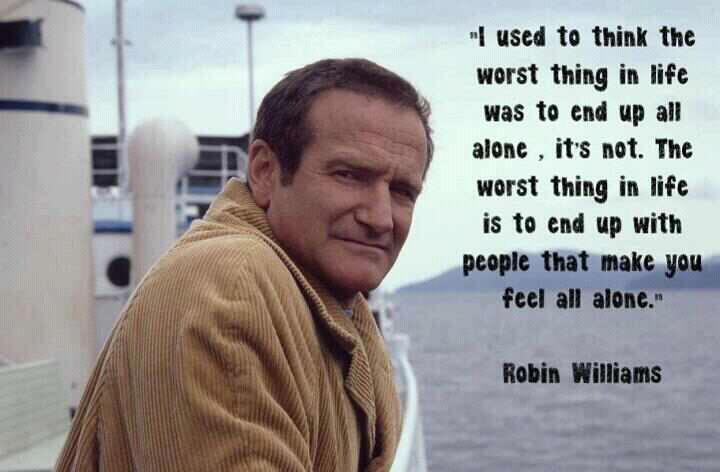 "I used to think the
worst thing in life
was to end up all
alone , it's not. The
worst thing in life
is to end up with
people that make you
feel all alone."
Robin Williams